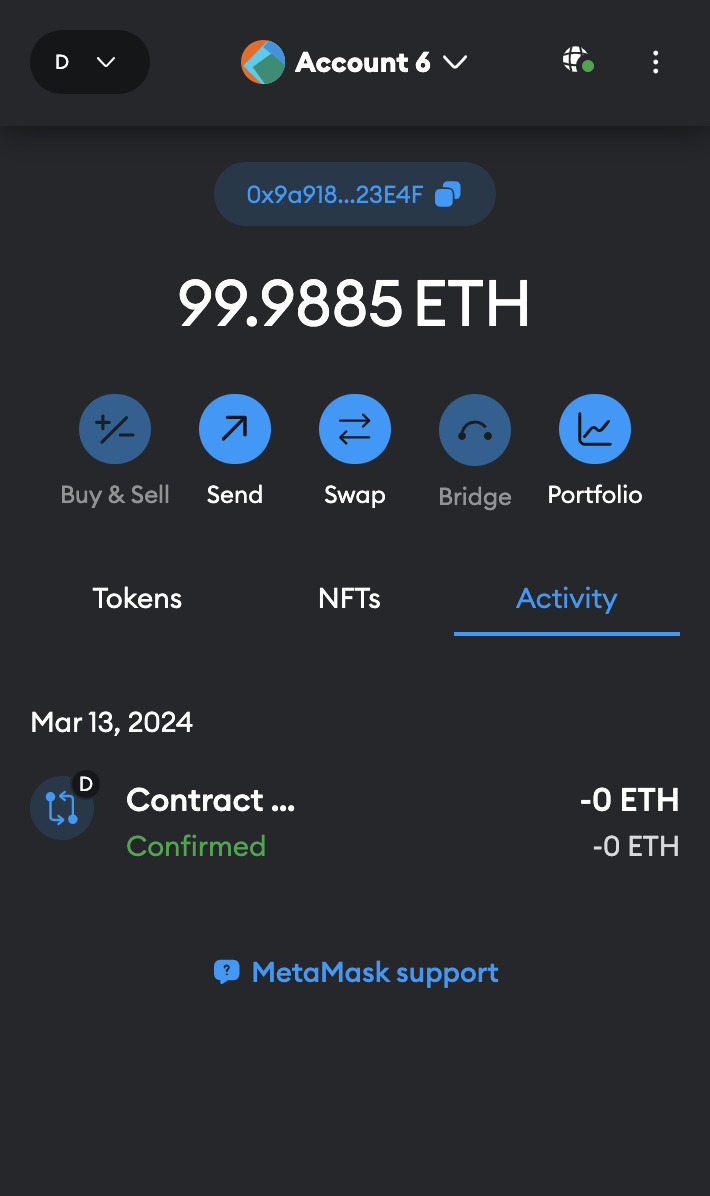 D
Account 6
0x9a918...23E4F
99.9885 ETH
Buy & Sell Send Swap Bridge Portfolio
Tokens NFTs Activity
Mar 13, 2024
D
Contract ... -0 ETH
Confirmed -0 ETH
? MetaMask support